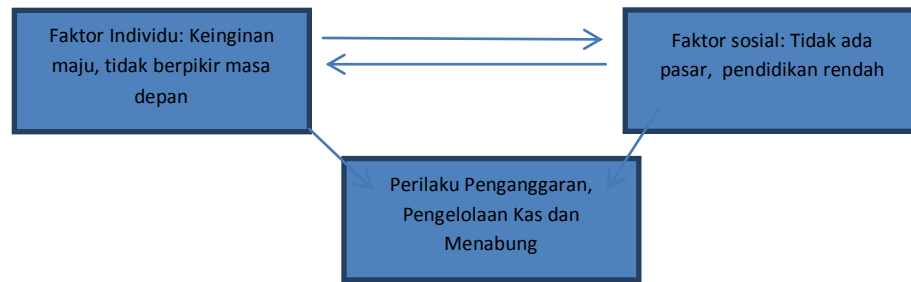 Faktor Individu: Keinginan
maju, tidak berpikir masa
depan
Faktor sosial: Tidak ada
pasar, pendidikan rendah
Perilaku Penganggaran,
Pengelolaan Kas dan
Menabung